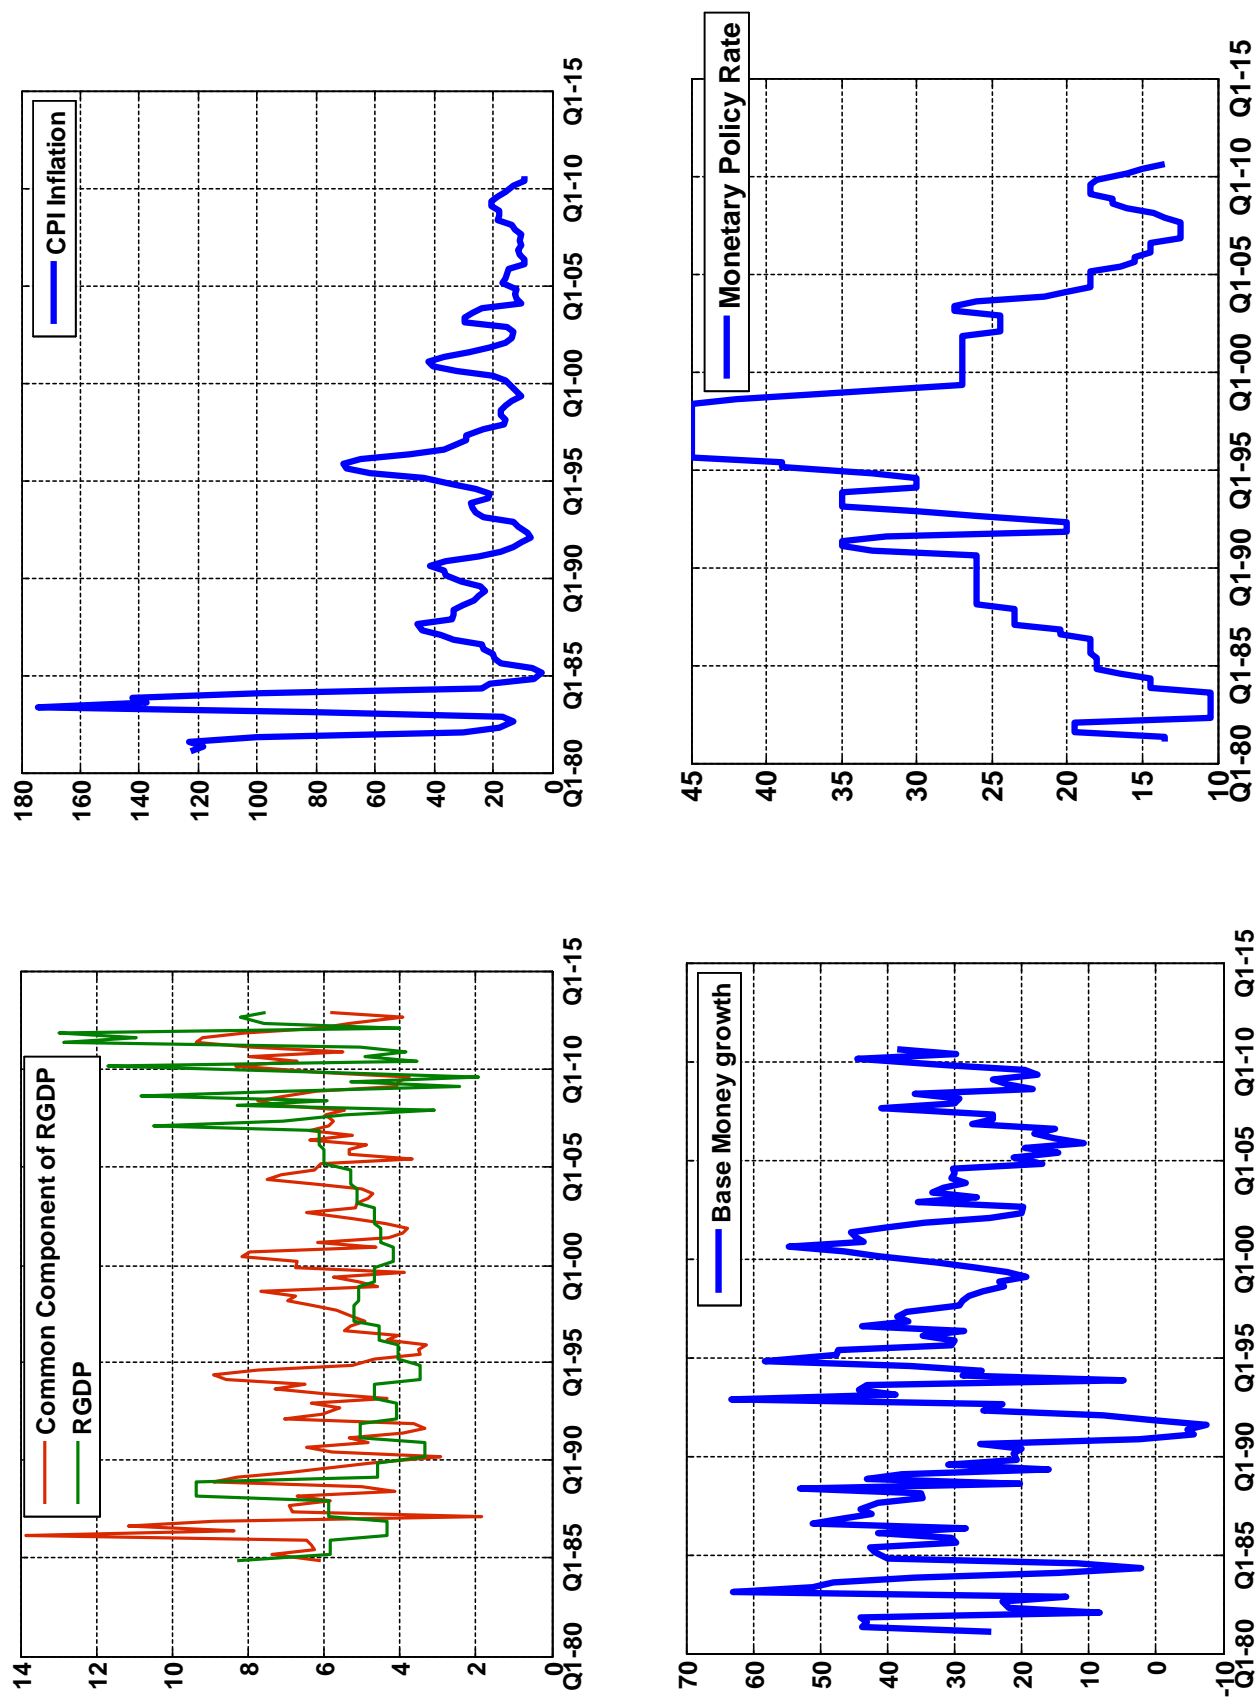 Common Component of RGDP
RGDP
14
12
10
8
6
4
2
0
Q1-80
Q1-85
Q1-90
Q1-95
Q1-00
Q1-05
Q1-10
Q1-15
CPI Inflation
180
160
140
120
100
80
60
40
20
0
Q1-80
Q1-85
Q1-90
Q1-95
Q1-00
Q1-05
Q1-10
Q1-15
Base Money growth
70
60
50
40
30
20
10
0
-10
Q1-80
Q1-85
Q1-90
Q1-95
Q1-00
Q1-05
Q1-10
Q1-15
Monetary Policy Rate
45
40
35
30
25
20
15
10
Q1-80
Q1-85
Q1-90
Q1-95
Q1-00
Q1-05
Q1-10
Q1-15